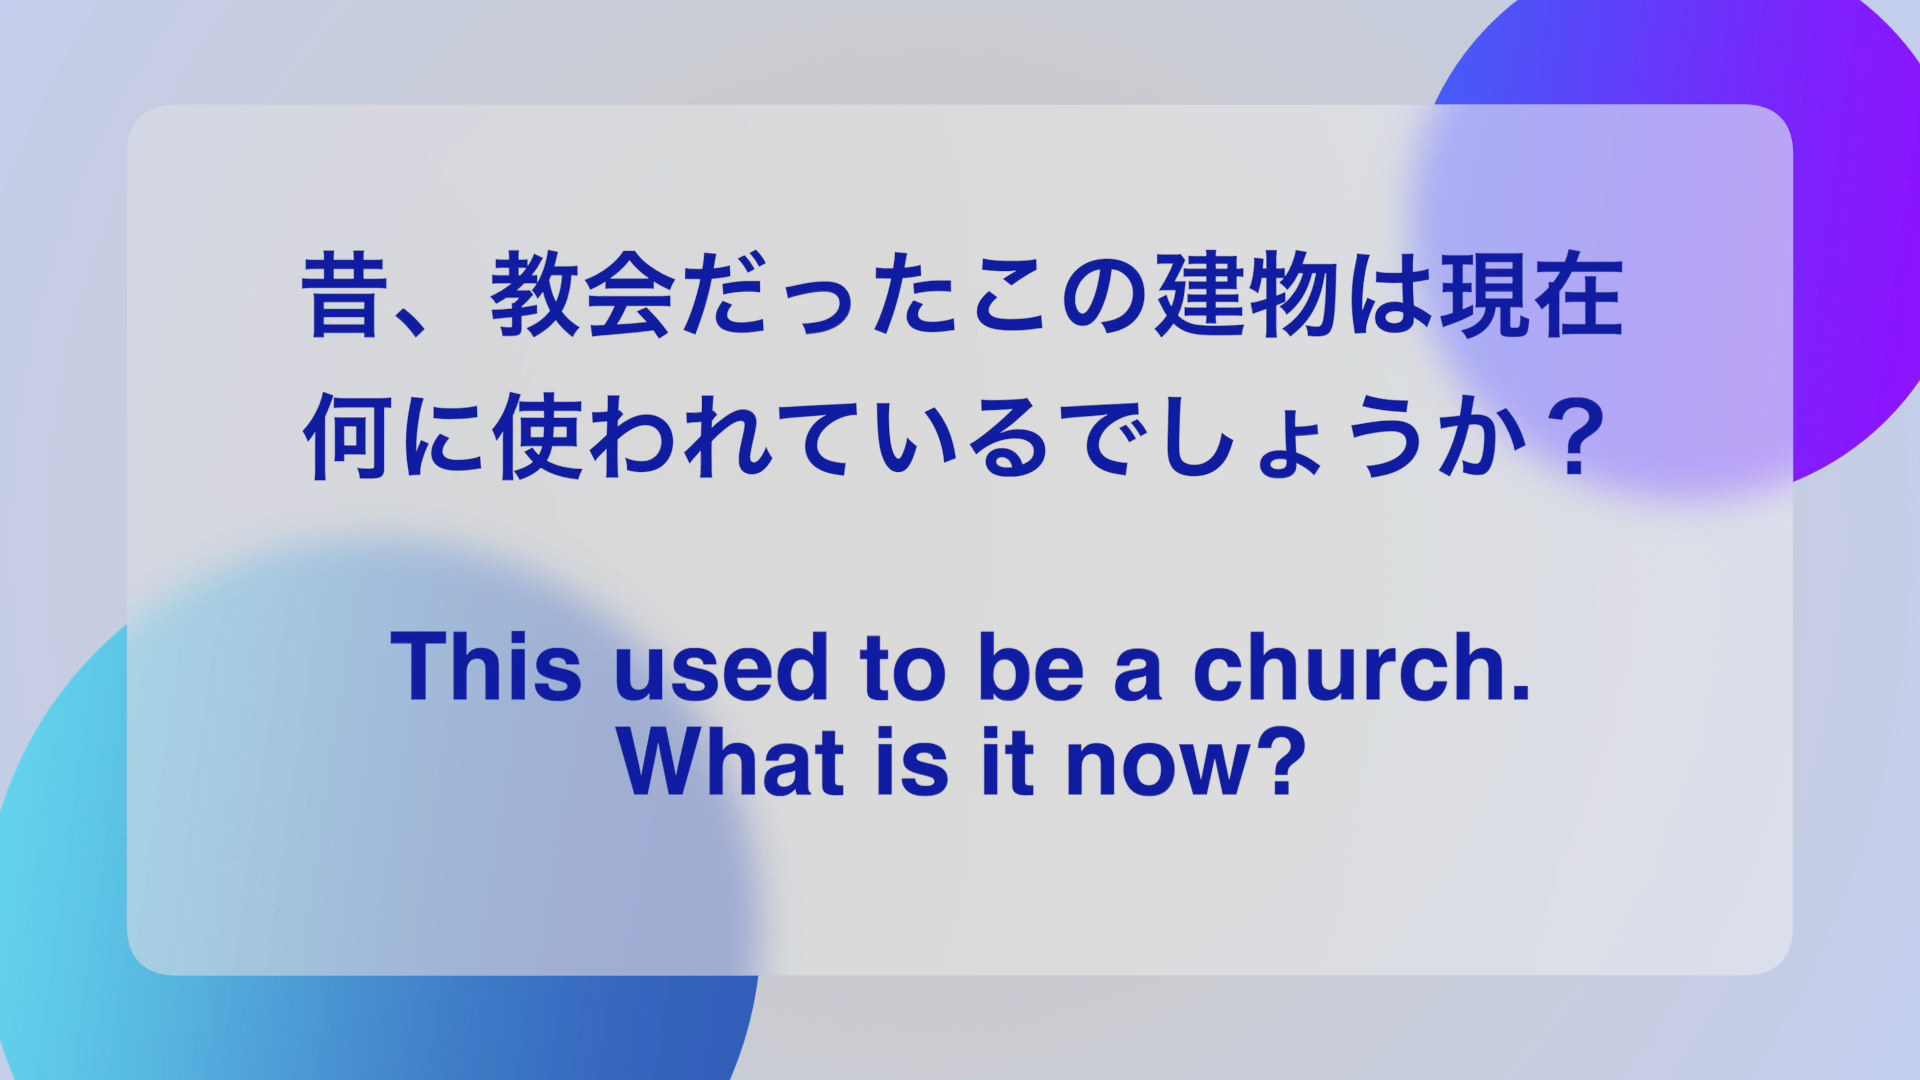 昔、教会だったこの建物は現在
何に使われているでしょうか？
This used to be a church.
What is it now?